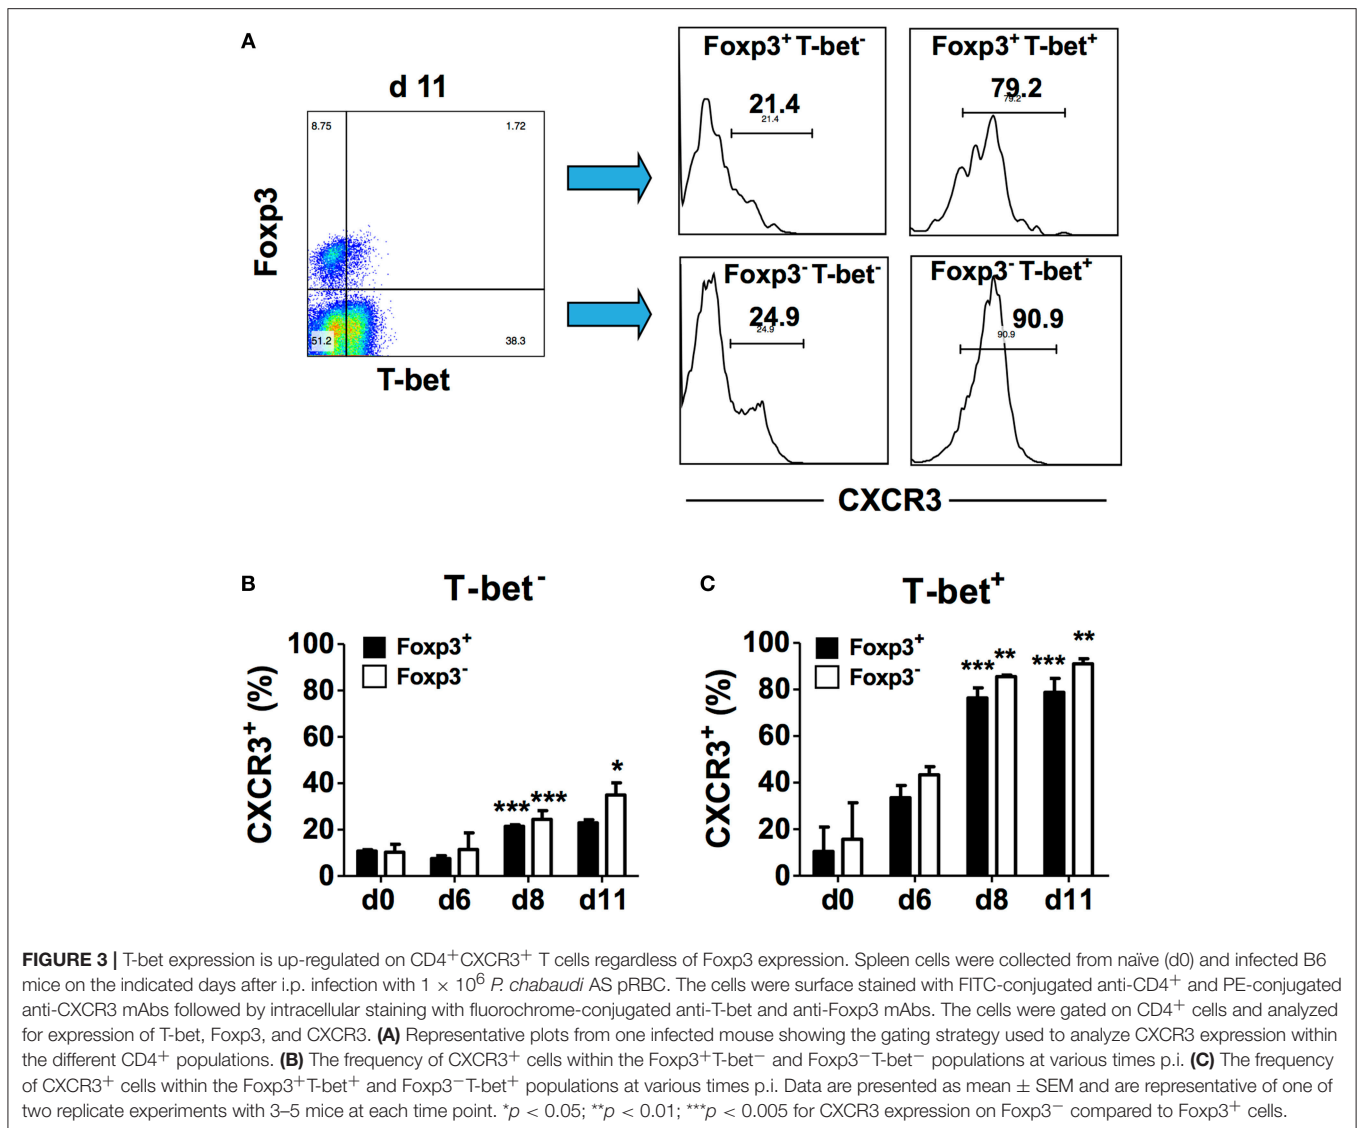 A
d 11
8.75
1.72
51.2
38.3
Foxp3
T-bet
Foxp3+ T-bet-
21.4
21.4
Foxp3+ T-bet+
79.2
79.2
Foxp3- T-bet-
24.9
24.9
Foxp3- T-bet+
90.9
90.9
CXCR3
B
T-bet-
CXCR3+ (%)
100
80
60
40
20
0
Foxp3+
Foxp3-
*** ***
*
d0 d6 d8 d11
C
T-bet+
CXCR3+ (%)
100
80
60
40
20
0
Foxp3+
Foxp3-
*** **
*** **
d0 d6 d8 d11
FIGURE 3 | T-bet expression is up-regulated on CD4+CXCR3+ T cells regardless of Foxp3 expression. Spleen cells were collected from naïve (d0) and infected B6
mice on the indicated days after i.p. infection with 1 × 10⁶ P. chabaudi AS pRBC. The cells were surface stained with FITC-conjugated anti-CD4+ and PE-conjugated
anti-CXCR3 mAbs followed by intracellular staining with fluorochrome-conjugated anti-T-bet and anti-Foxp3 mAbs. The cells were gated on CD4+ cells and analyzed
for expression of T-bet, Foxp3, and CXCR3. (A) Representative plots from one infected mouse showing the gating strategy used to analyze CXCR3 expression within
the different CD4+ populations. (B) The frequency of CXCR3+ cells within the Foxp3+T-bet− and Foxp3−T-bet− populations at various times p.i. (C) The frequency
of CXCR3+ cells within the Foxp3+T-bet+ and Foxp3−T-bet+ populations at various times p.i. Data are presented as mean ± SEM and are representative of one of
two replicate experiments with 3–5 mice at each time point. *p < 0.05; **p < 0.01; ***p < 0.005 for CXCR3 expression on Foxp3− compared to Foxp3+ cells.